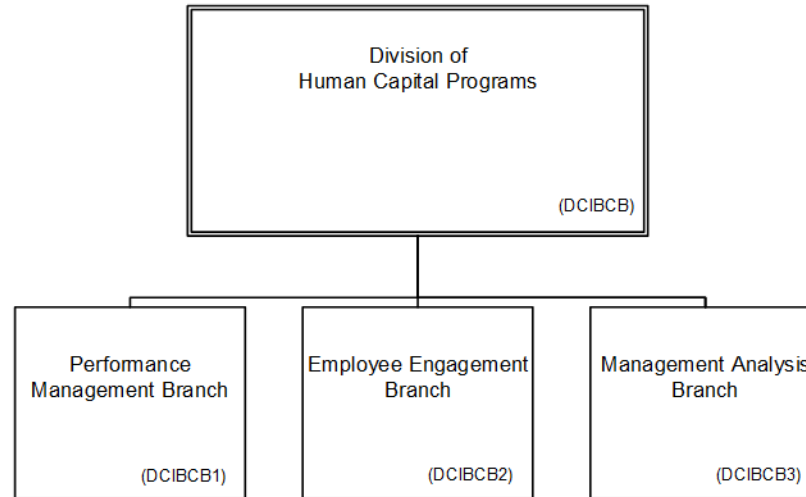 Division of
Human Capital Programs
(DCIBCB)
Performance
Management Branch
(DCIBCB1)
Employee Engagement
Branch
(DCIBCB2)
Management Analysis
Branch
(DCIBCB3)